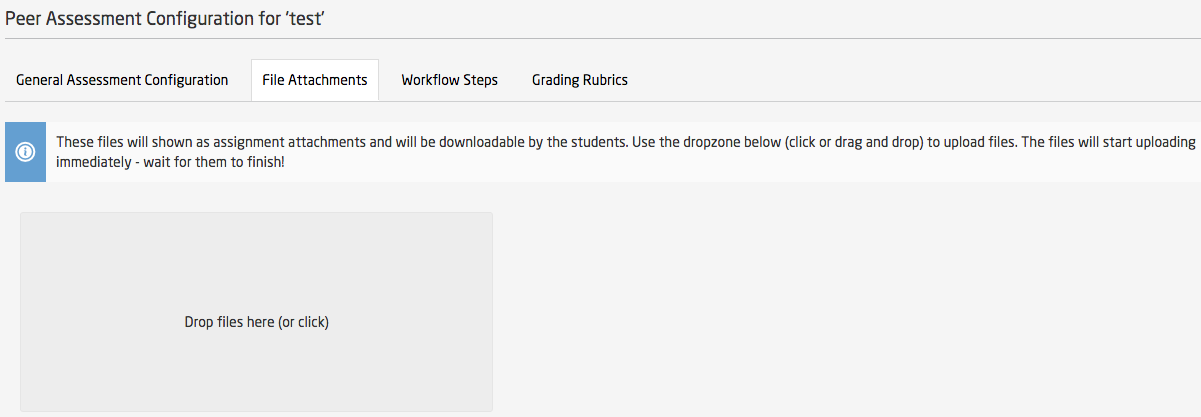 Peer Assessment Configuration for 'test'
General Assessment Configuration File Attachments Workflow Steps Grading Rubrics
These files will shown as assignment attachments and will be downloadable by the students. Use the dropzone below (click or drag and drop) to upload files. The files will start uploading
immediately - wait for them to finish!
Drop files here (or click)